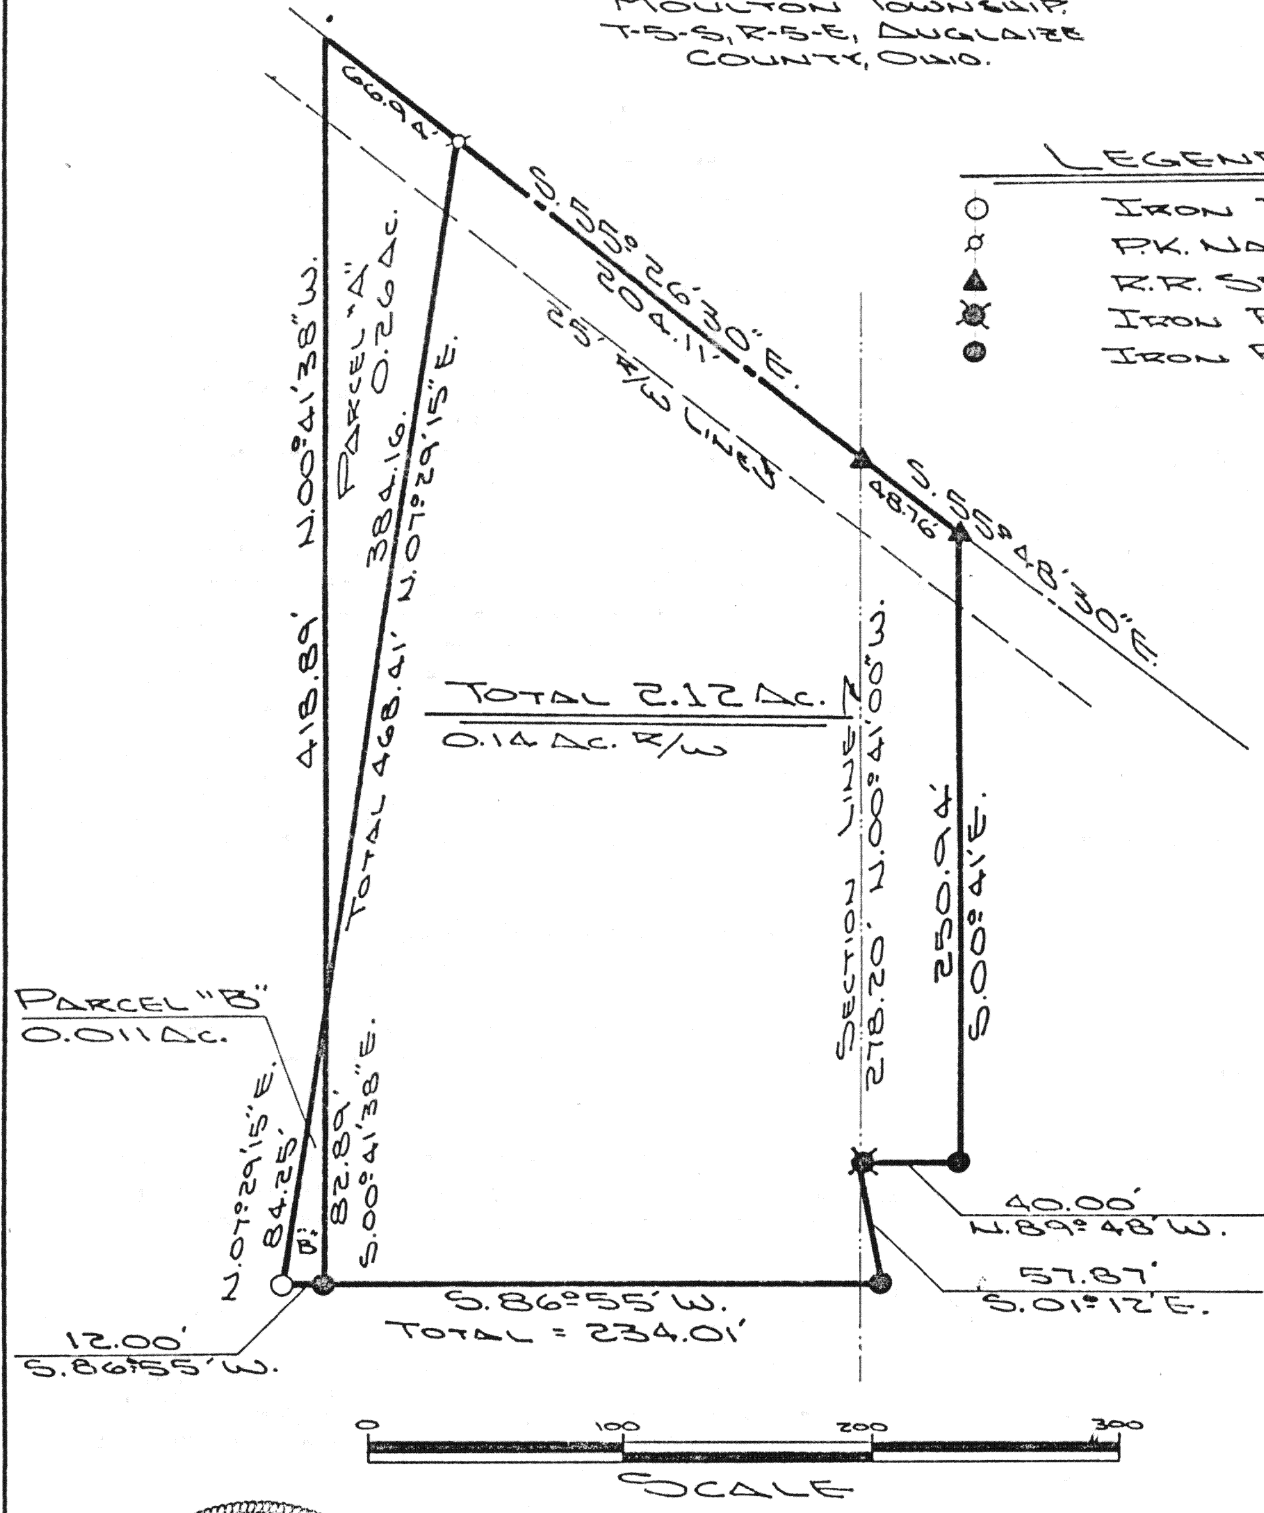 MOULTON TOWNSHIP.
T-5-S, R-5-E, AUGLAIZE
COUNTY, OHIO.
LEGEN
IRON
P.K. NA
R.R. S
IRON
IRON
66.94'
S. 55° 26' 30" E.
204.11'
25' R/W LINE
S. 55° 48' 30" E.
48.76'
N. 00° 41' 38" W.
418.89'
PARCEL "A"
0.26 AC.
384.16.
N. 07° 29' 15" E.
TOTAL 468.41'
TOTAL 2.12 AC.
0.14 AC. R/W
SECTION LINE
278.20' N. 00° 41' 00" W.
250.94'
S. 00° 41' E.
PARCEL "B"
0.011 AC.
N. 07° 29' 15" E.
84.25'
"B"
82.89'
S. 00° 41' 38" E.
40.00'
N. 89° 48' W.
57.87'
S. 01° 12' E.
S. 86° 55' W.
TOTAL = 234.01'
12.00'
S. 86° 55' W.
0 100 200 300
SCALE